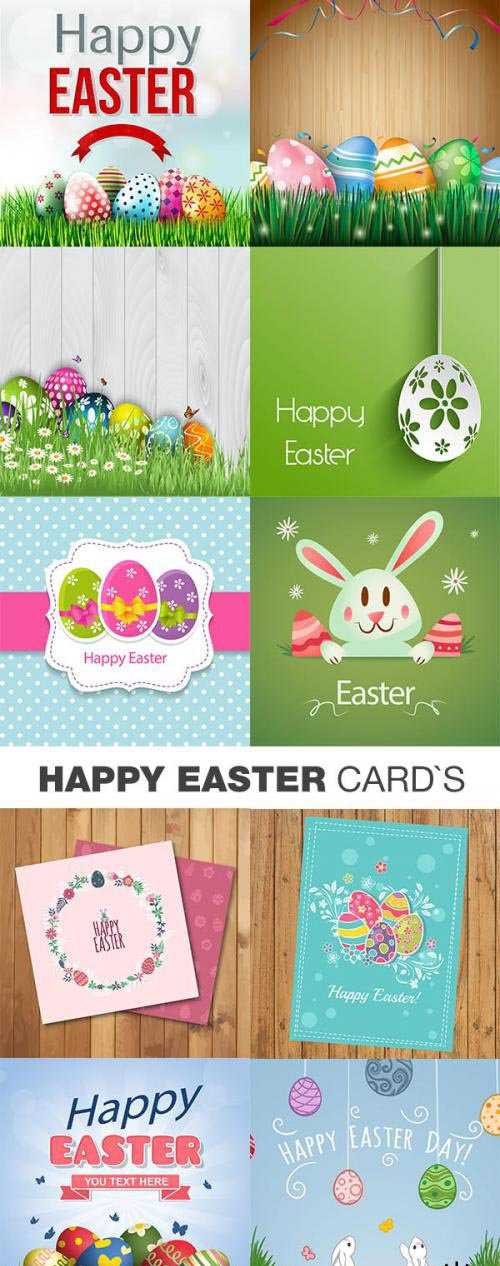 Happy
EASTER
Happy
Easter
Happy Easter
Easter
HAPPY EASTER CARD`S
HAPPY
EASTER
Happy Easter!
Happy
EASTER
YOU TEXT HERE
HAPPY EASTER DAY!